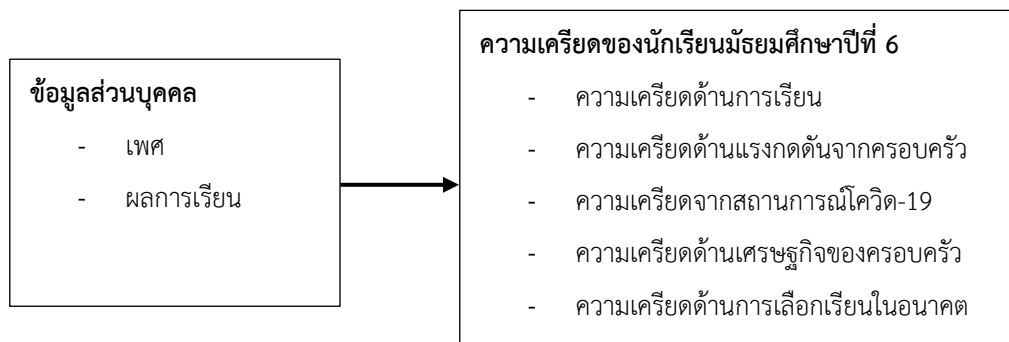 ข้อมูลส่วนบุคคล
- เพศ
- ผลการเรียน
ความเครียดของนักเรียนมัธยมศึกษาปีที่ 6
- ความเครียดด้านการเรียน
- ความเครียดด้านแรงกดดันจากครอบครัว
- ความเครียดจากสถานการณ์โควิด-19
- ความเครียดด้านเศรษฐกิจของครอบครัว
- ความเครียดด้านการเลือกเรียนในอนาคต